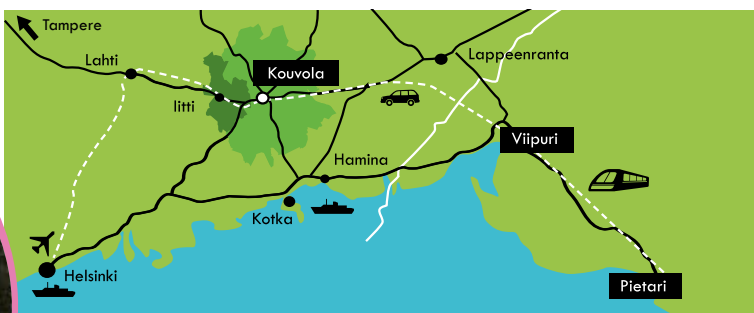 Tampere
Lahti
Kouvola
Lappeenranta
Iitti
Viipuri
Hamina
Kotka
Helsinki
Pietari